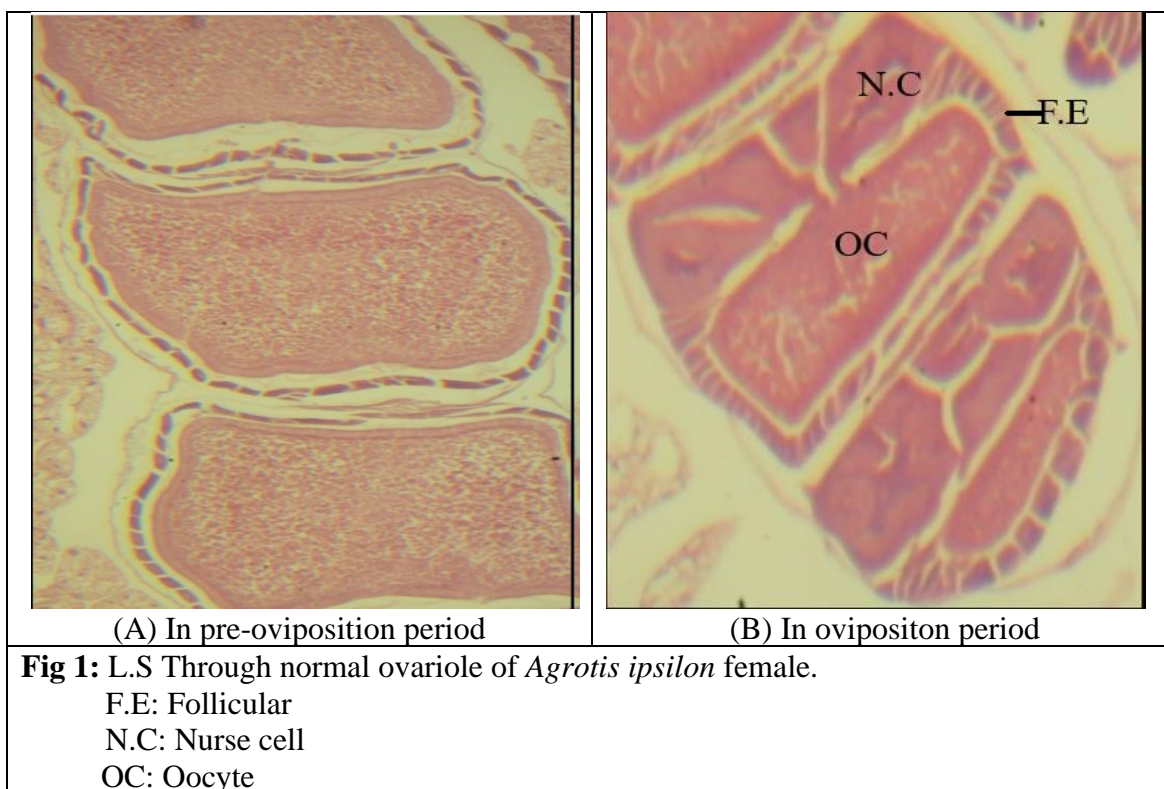 N.C
F.E
OC
(A) In pre-oviposition period
(B) In ovipositon period
Fig 1: L.S Through normal ovariole of Agrotis ipsilon female.
F.E: Follicular
N.C: Nurse cell
OC: Oocyte